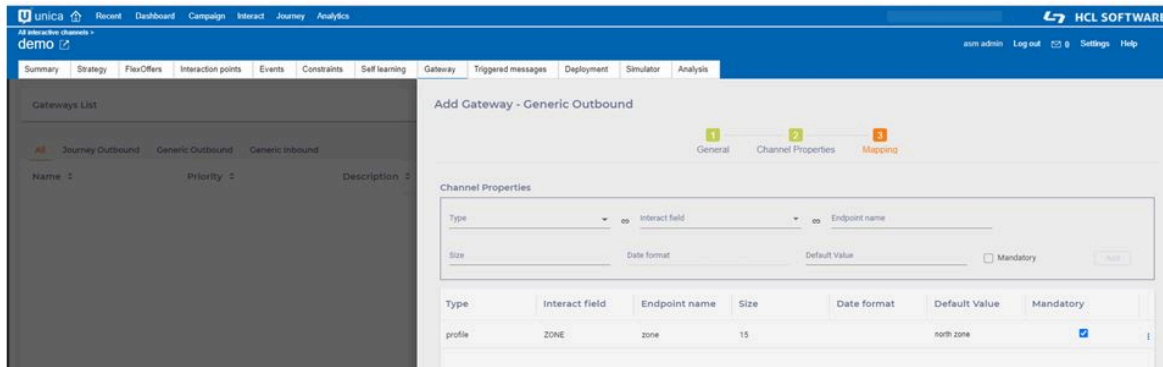 unica Recent Dashboard Campaign Interact Journey Analytics HCL SOFTWARE
All interactive channels >
demo asm admin Log out 0 Settings Help
Summary Strategy FlexOffers Interaction points Events Constraints Self learning Gateway Triggered messages Deployment Simulator Analysis
Gateways List
Add Gateway - Generic Outbound
1 2 3
General Channel Properties Mapping
All Journey Outbound Generic Outbound Generic Inbound
Name Priority Description
Channel Properties
Type Interact field Endpoint name
Size Date format Default Value Mandatory Add
Type Interact field Endpoint name Size Date format Default Value Mandatory
profile ZONE zone 15 north zone